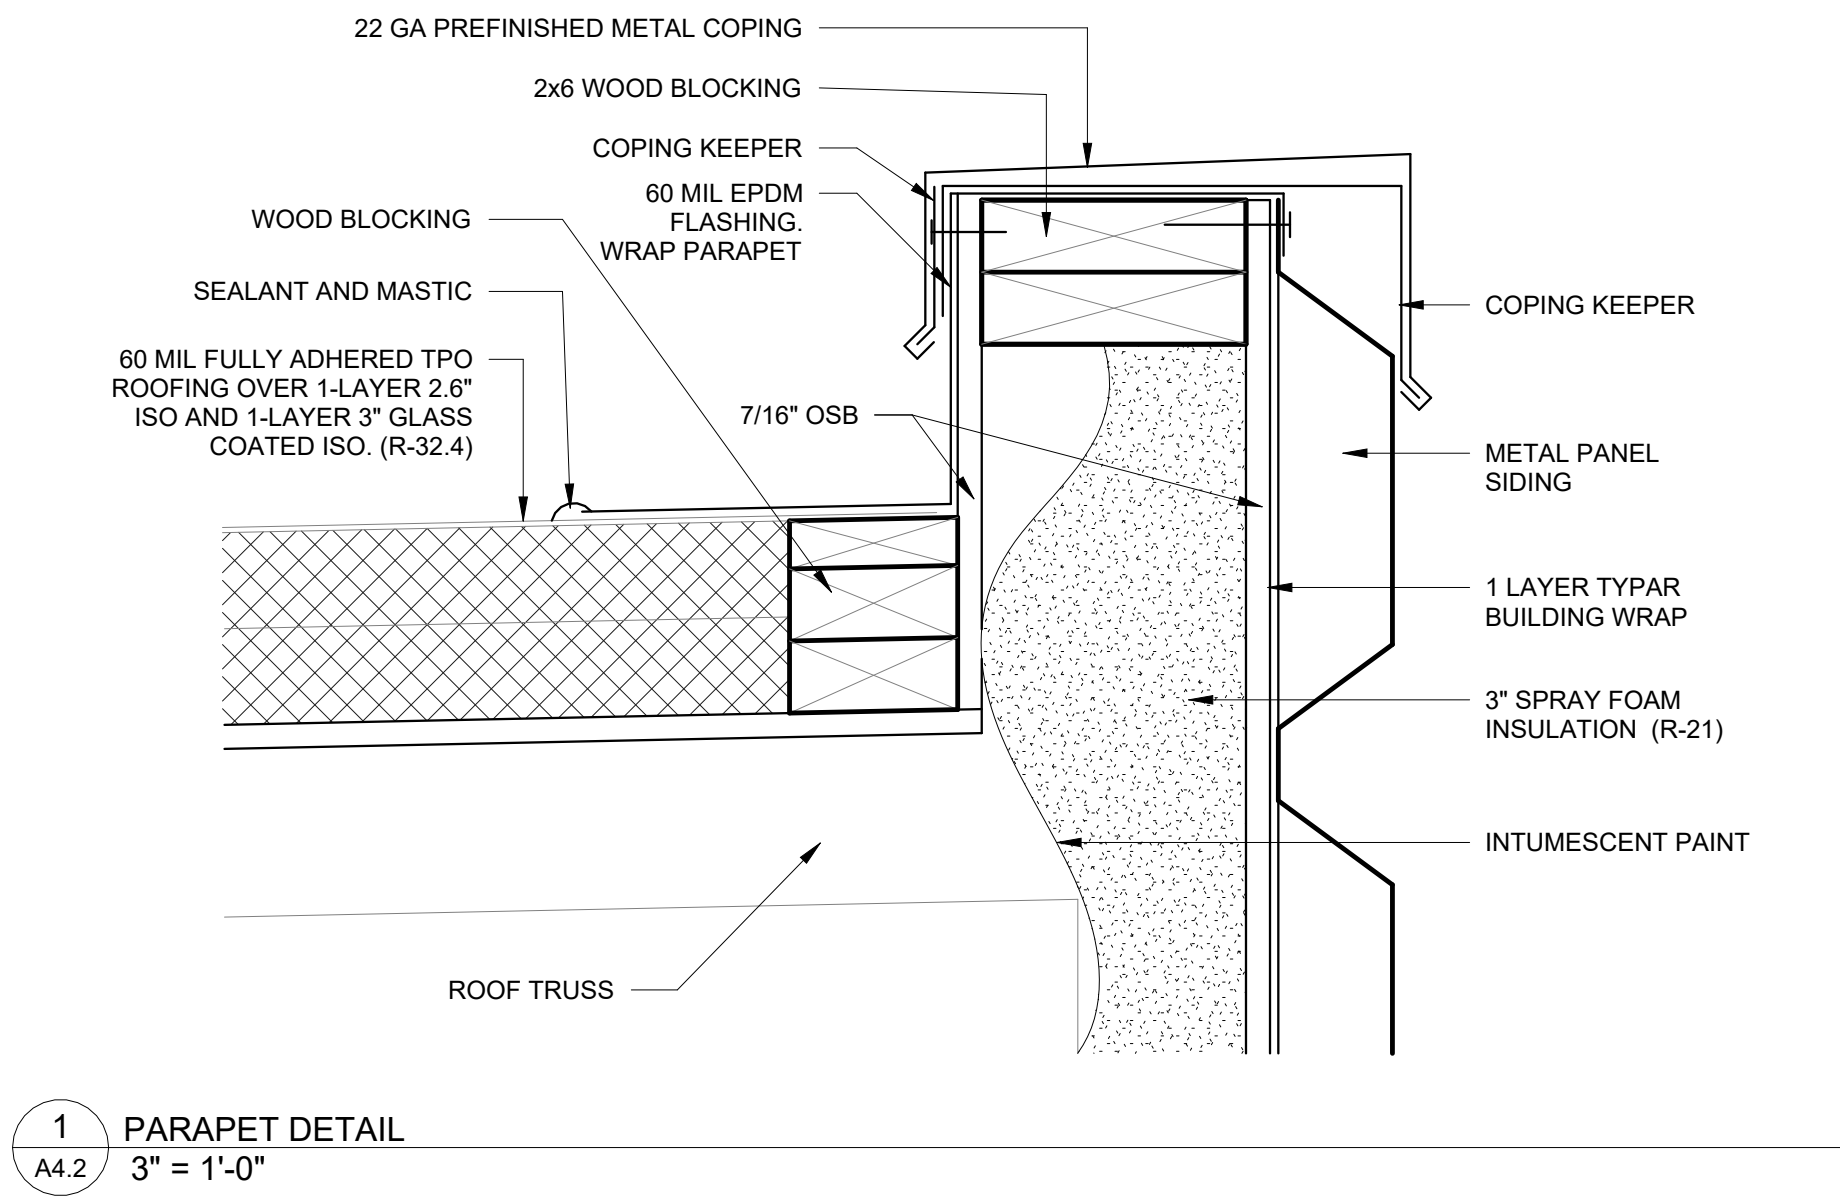 22 GA PREFINISHED METAL COPING
2x6 WOOD BLOCKING
COPING KEEPER
60 MIL EPDM
FLASHING.
WRAP PARAPET
WOOD BLOCKING
SEALANT AND MASTIC
60 MIL FULLY ADHERED TPO
ROOFING OVER 1-LAYER 2.6"
ISO AND 1-LAYER 3" GLASS
COATED ISO. (R-32.4)
7/16" OSB
COPING KEEPER
METAL PANEL
SIDING
1 LAYER TYPAR
BUILDING WRAP
3" SPRAY FOAM
INSULATION (R-21)
INTUMESCENT PAINT
ROOF TRUSS
1
PARAPET DETAIL
A4.2
3" = 1'-0"